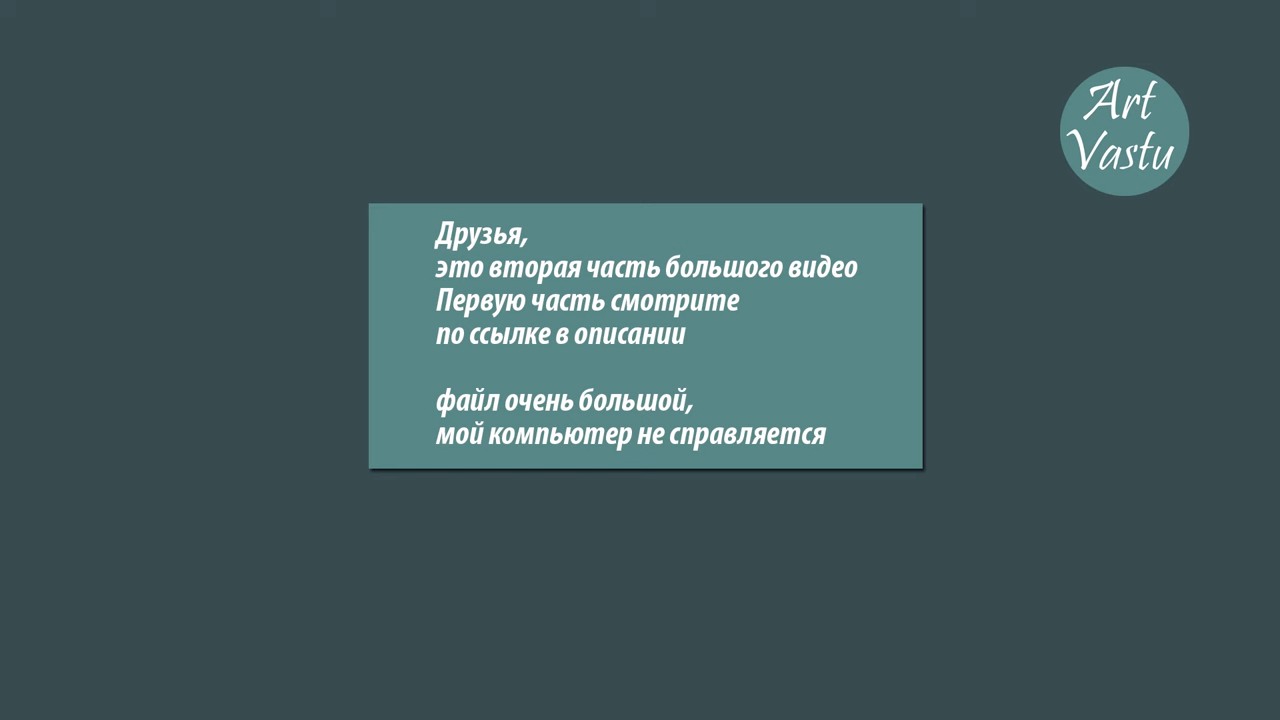 Art
Vastu
Друзья,
это вторая часть большого видео
Первую часть смотрите
по ссылке в описании
файл очень большой,
мой компьютер не справляется